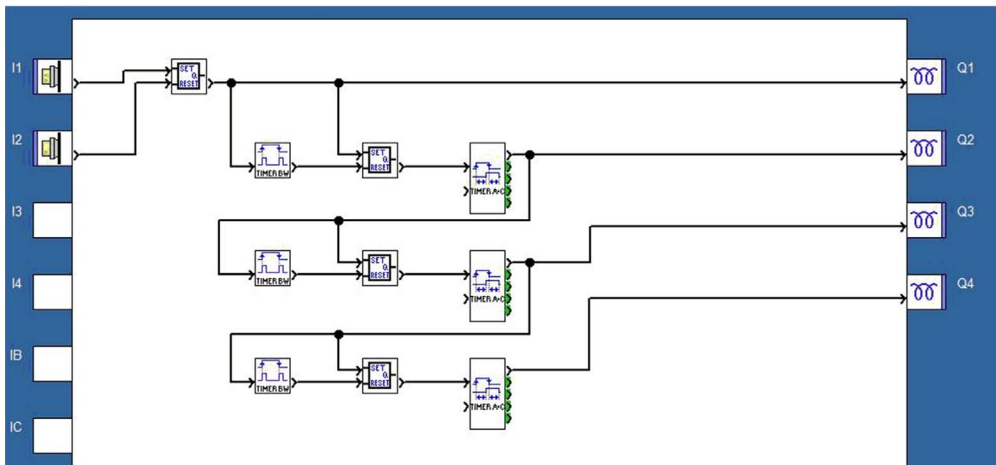 I1
SET
Q
RESET
Q1
I2
TIMER BW
SET
Q
RESET
TIMER A+C
Q2
I3
Q3
TIMER BW
SET
Q
RESET
TIMER A+C
I4
Q4
IB
TIMER BW
SET
Q
RESET
TIMER A+C
IC